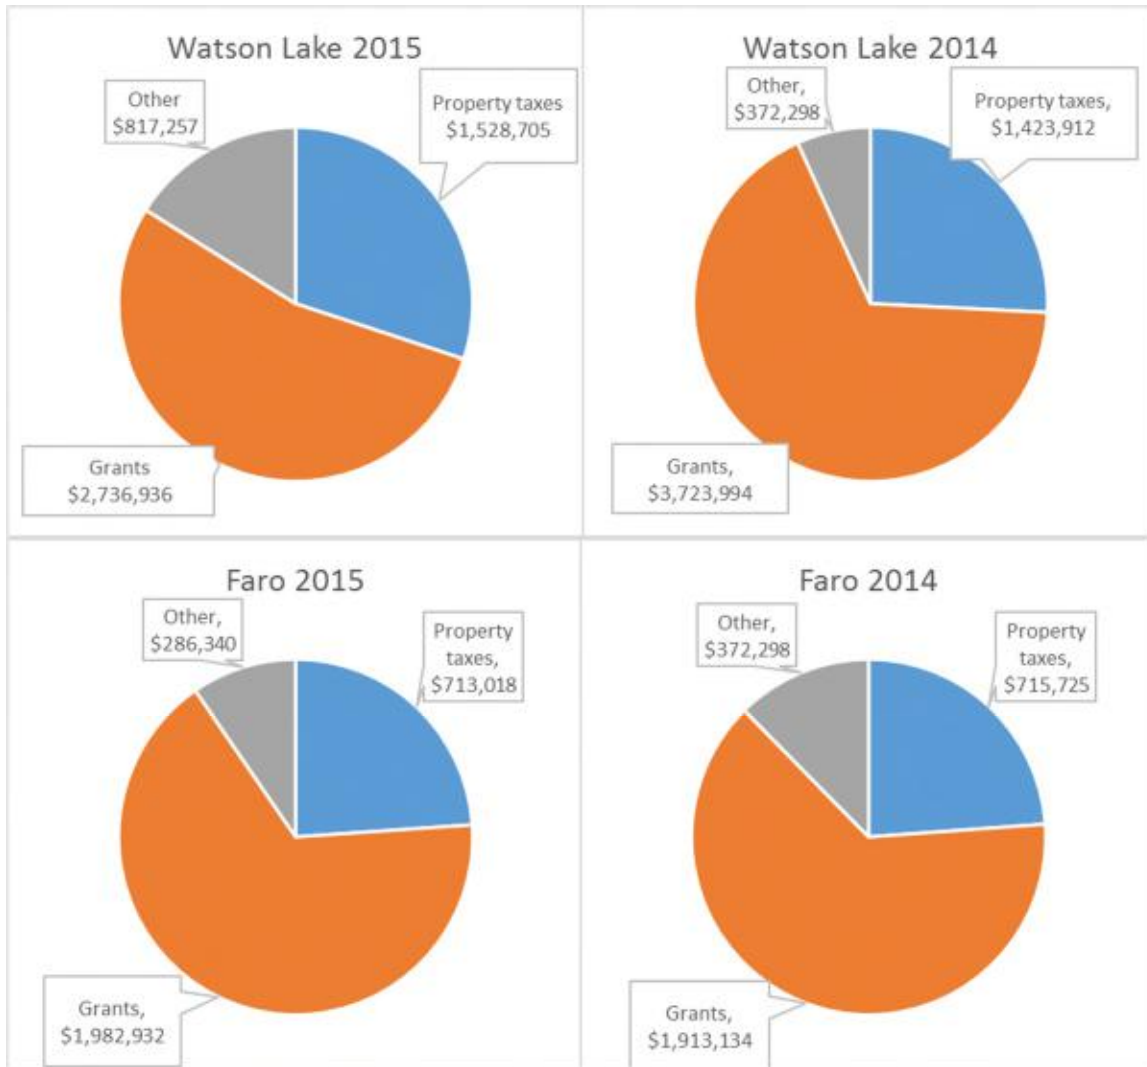 Watson Lake 2015
Other
$817,257
Property taxes
$1,528,705
Grants
$2,736,936
Watson Lake 2014
Other,
$372,298
Property taxes,
$1,423,912
Grants,
$3,723,994
Faro 2015
Other,
$286,340
Property
taxes,
$713,018
Grants,
$1,982,932
Faro 2014
Other,
$372,298
Property
taxes,
$715,725
Grants,
$1,913,134